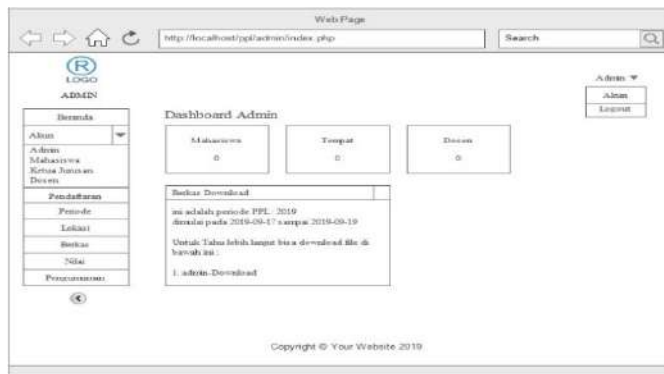 Web Page
http://localhost/ppl/admin/index.php
Search
R
LOGO
ADMIN
Admin
Akun
Logout
Beranda
Akun
Admin
Mahasiswa
Ketua Jurusan
Dosen
Pendaftaran
Periode
Lokasi
Berkas
Nilai
Pengumuman
Dashboard Admin
Mahasiswa
0
Tempat
0
Dosen
0
Berkas Download
ini adalah periode PPL : 2019
dimulai pada 2019-09-17 sampai 2019-09-19
Untuk Tahu lebih lanjut bisa download file di
bawah ini :
1. admin-Download
Copyright © Your Website 2019